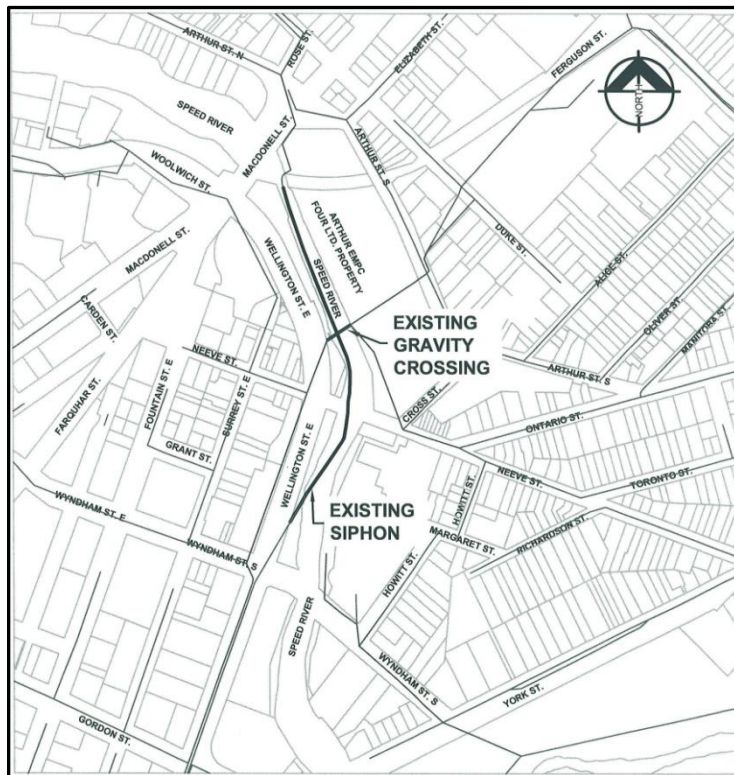 ARTHUR ST. N
ROSE ST.
ELIZABETH ST.
FERGUSON ST.
NORTH
SPEED RIVER
MACDONELL ST.
WOOLWICH ST.
ARTHUR ST. S
ARTHUR EMPC
FOUR LTD. PROPERTY
SPEED RIVER
DUKE ST.
MACDONELL ST.
WELLINGTON ST. E
ALICE ST.
OLIVER ST.
MANITOBA ST.
CARDEN ST.
EXISTING
GRAVITY
CROSSING
NEEVE ST.
ARTHUR ST. S
FARQUHAR ST.
FOUNTAIN ST. E
SURREY ST. E
CROSS ST.
ONTARIO ST.
GRANT ST.
WELLINGTON ST. E
NEEVE ST.
TORONTO ST.
HOWITT ST.
EXISTING
SIPHON
WYNDHAM ST. E
MARGARET ST.
RICHARDSON ST.
WYNDHAM ST. S
HOWITT ST.
SPEED RIVER
WYNDHAM ST. S
YORK ST.
GORDON ST.